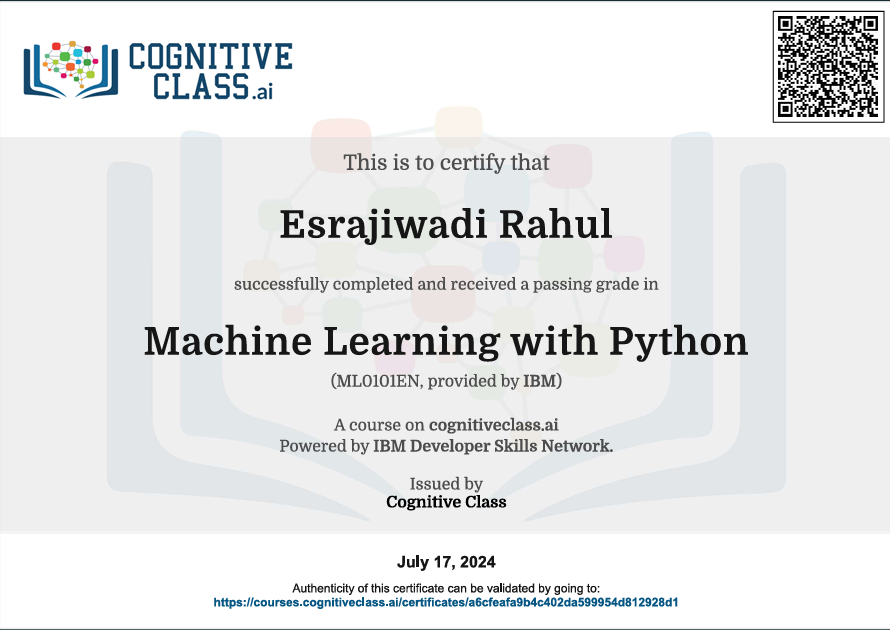 COGNITIVE
CLASS.ai
This is to certify that
Esrajiwadi Rahul
successfully completed and received a passing grade in
Machine Learning with Python
(ML0101EN, provided by IBM)
A course on cognitiveclass.ai
Powered by IBM Developer Skills Network.
Issued by
Cognitive Class
July 17, 2024
Authenticity of this certificate can be validated by going to:
https://courses.cognitiveclass.ai/certificates/a6cfeafa9b4c402da599954d812928d1